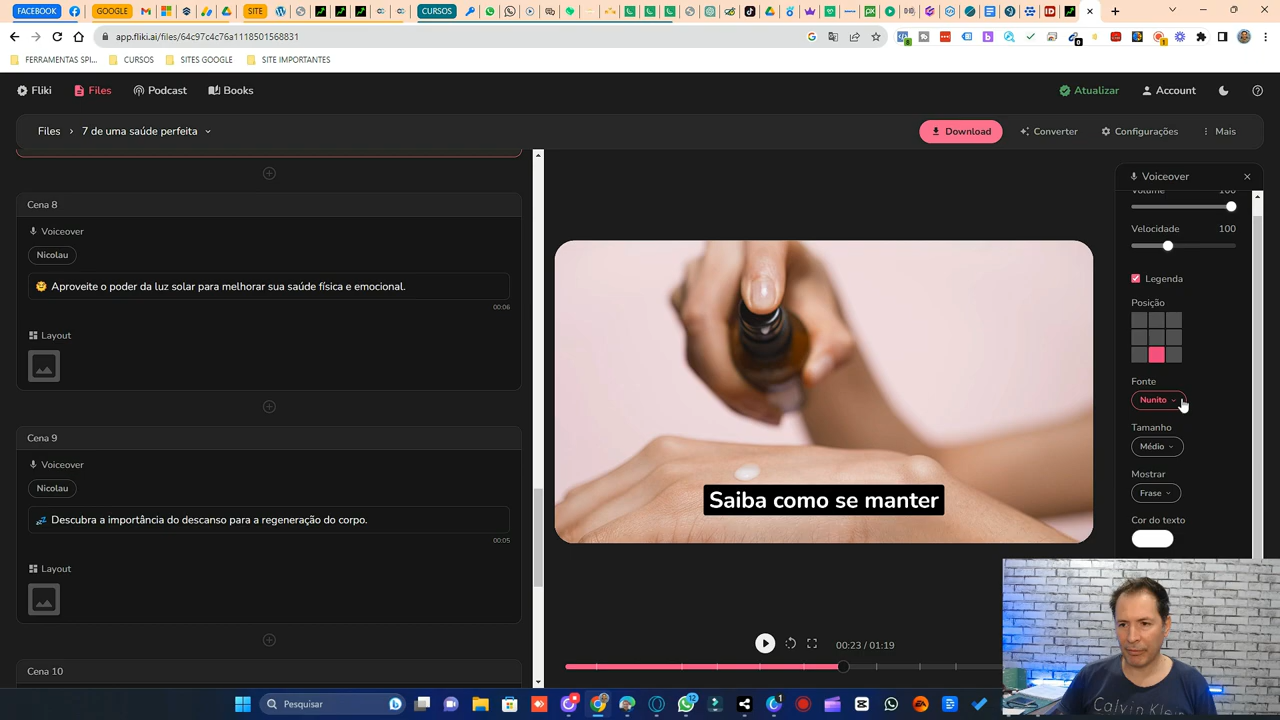 FACEBOOK
GOOGLE
SITE
CURSOS
app.fliki.ai/files/64c97c4c76a1118501568831
FERRAMENTAS SPI...
CURSOS
SITES GOOGLE
SITE IMPORTANTES
Fliki
Files
Podcast
Books
Atualizar
Account
Files › 7 de uma saúde perfeita
Download
Converter
Configurações
Mais
Cena 8
Voiceover
Nicolau
Aproveite o poder da luz solar para melhorar sua saúde física e emocional.
00:06
Layout
Cena 9
Voiceover
Nicolau
Descubra a importância do descanso para a regeneração do corpo.
00:05
Layout
Cena 10
Saiba como se manter
00:23 / 01:19
Voiceover
Volume 100
Velocidade 100
Legenda
Posição
Fonte
Nunito
Tamanho
Médio
Mostrar
Frase
Cor do texto
Calvin Klein
Pesquisar
12